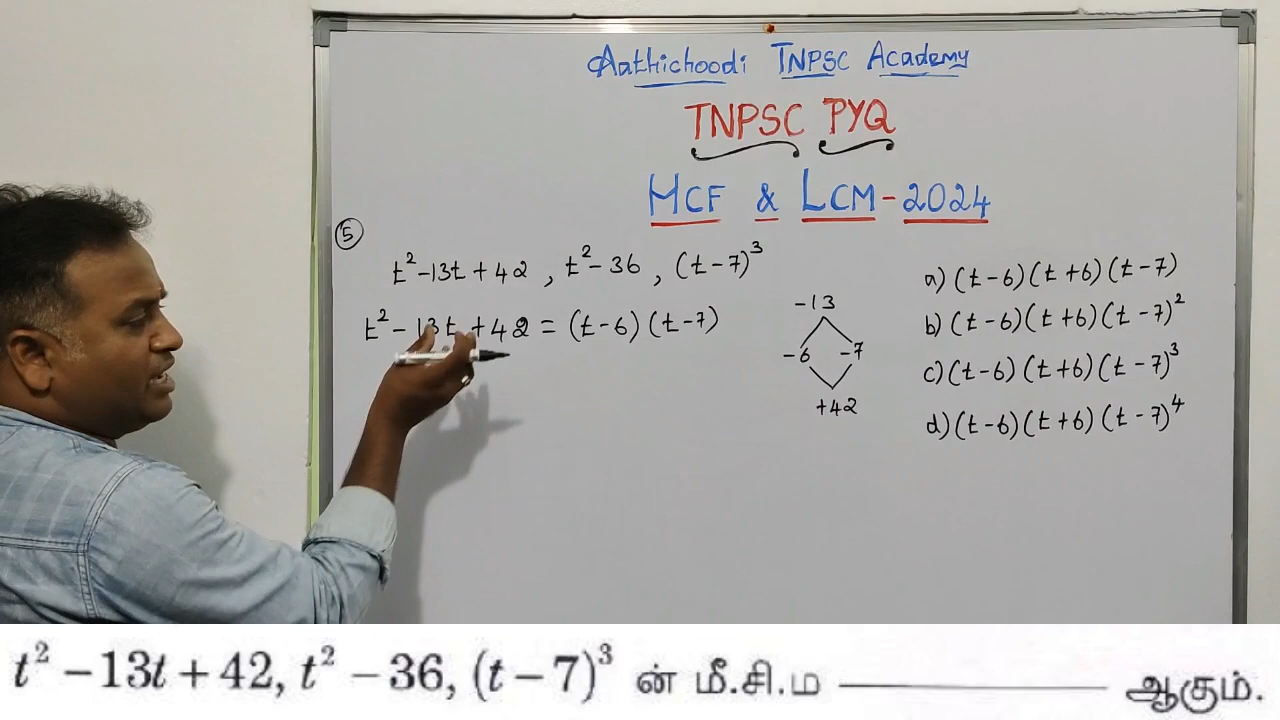 Aathichoodi TNPSC Academy
TNPSC PYQ
HCF & LCM-2024
⑤
t²-13t+42, t²-36, (t-7)³
t²-13t+42=(t-6)(t-7)
-13
-6 -7
+42
a) (t-6)(t+6)(t-7)
b) (t-6)(t+6)(t-7)²
c) (t-6)(t+6)(t-7)³
d) (t-6)(t+6)(t-7)⁴
t²-13t+42, t²-36, (t-7)³ ன் மீ.சி.ம ________ ஆகும்.